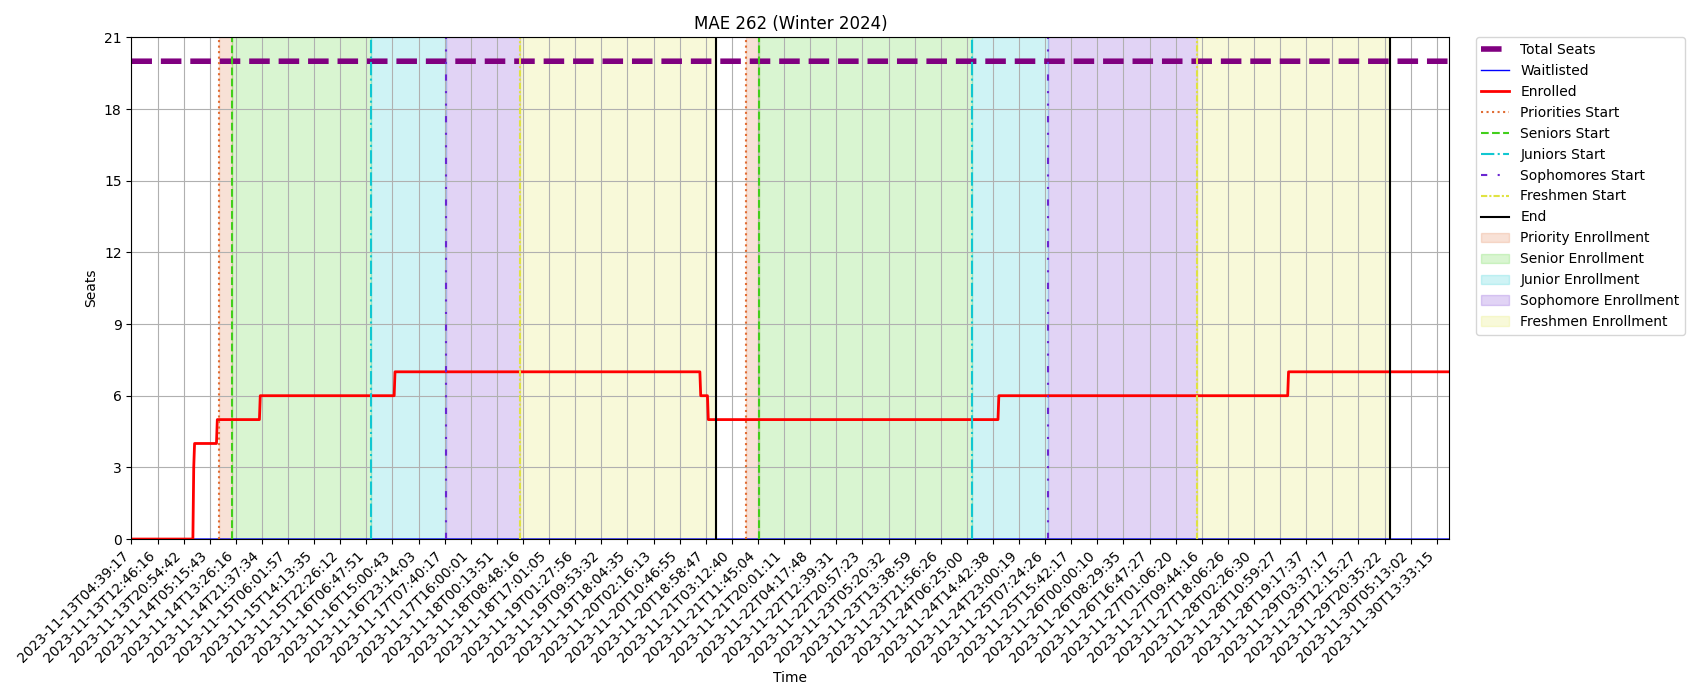 MAE 262 (Winter 2024)
Seats
21
18
15
12
9
6
3
0
2023-11-13T04:39:17
2023-11-13T12:46:16
2023-11-13T20:54:42
2023-11-14T05:15:43
2023-11-14T13:26:16
2023-11-14T21:37:34
2023-11-15T06:01:57
2023-11-15T14:13:35
2023-11-15T22:26:12
2023-11-16T06:47:51
2023-11-16T15:00:43
2023-11-16T23:14:03
2023-11-17T07:40:17
2023-11-17T16:00:01
2023-11-18T00:13:51
2023-11-18T08:48:16
2023-11-18T17:01:05
2023-11-19T01:27:56
2023-11-19T09:53:32
2023-11-19T18:04:35
2023-11-20T02:16:13
2023-11-20T10:46:55
2023-11-20T18:58:47
2023-11-21T03:12:40
2023-11-21T11:45:04
2023-11-21T20:01:11
2023-11-22T04:17:48
2023-11-22T12:39:31
2023-11-22T20:57:23
2023-11-23T05:20:32
2023-11-23T13:38:59
2023-11-23T21:56:26
2023-11-24T06:25:00
2023-11-24T14:42:38
2023-11-24T23:00:19
2023-11-25T07:24:26
2023-11-25T15:42:17
2023-11-26T00:00:10
2023-11-26T08:29:35
2023-11-26T16:47:27
2023-11-27T01:06:20
2023-11-27T09:44:16
2023-11-27T18:06:26
2023-11-28T02:26:30
2023-11-28T10:59:27
2023-11-28T19:17:37
2023-11-29T03:37:17
2023-11-29T12:15:27
2023-11-29T20:35:22
2023-11-30T05:13:02
2023-11-30T13:33:15
Time
Total Seats
Waitlisted
Enrolled
Priorities Start
Seniors Start
Juniors Start
Sophomores Start
Freshmen Start
End
Priority Enrollment
Senior Enrollment
Junior Enrollment
Sophomore Enrollment
Freshmen Enrollment